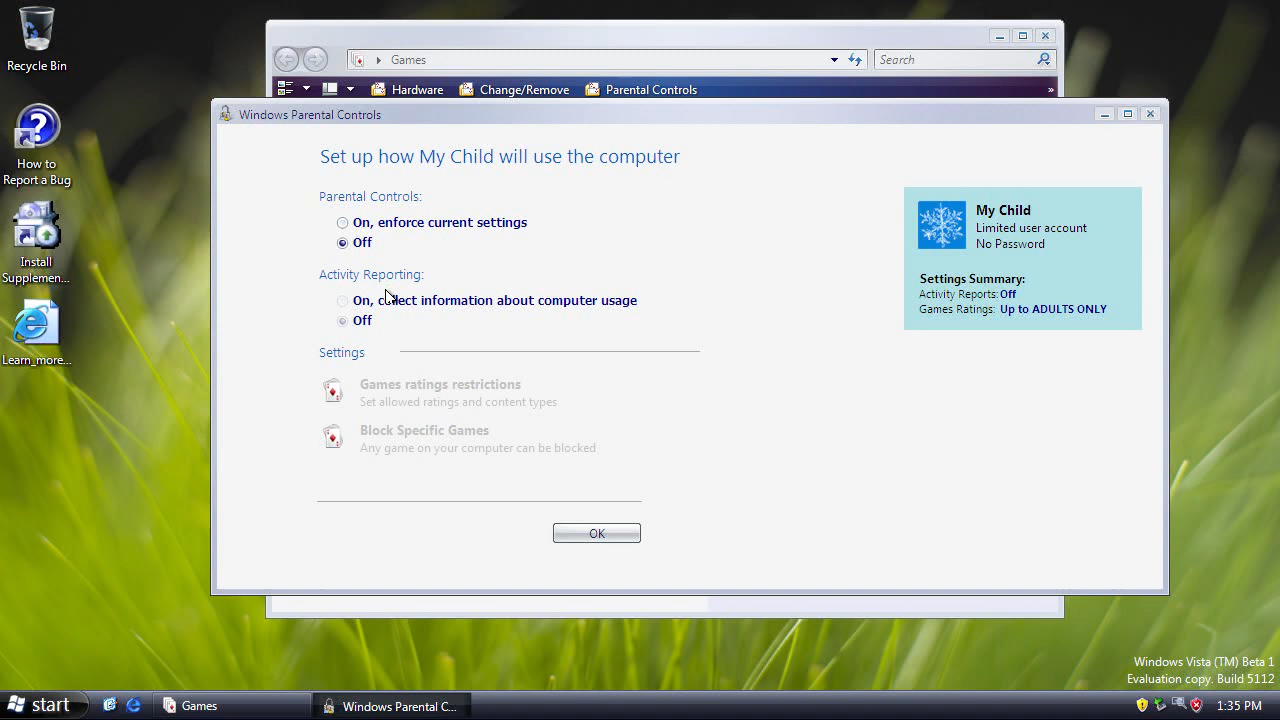 Recycle Bin
How to
Report a Bug
Install
Supplemen...
Learn_more...
Games
Search
Hardware
Change/Remove
Parental Controls
»
Windows Parental Controls
Set up how My Child will use the computer
Parental Controls:
On, enforce current settings
Off
Activity Reporting:
On, collect information about computer usage
Off
Settings
Games ratings restrictions
Set allowed ratings and content types
Block Specific Games
Any game on your computer can be blocked
OK
My Child
Limited user account
No Password
Settings Summary:
Activity Reports: Off
Games Ratings: Up to ADULTS ONLY
Windows Vista (TM) Beta 1
Evaluation copy. Build 5112
start
Games
Windows Parental C...
1:35 PM